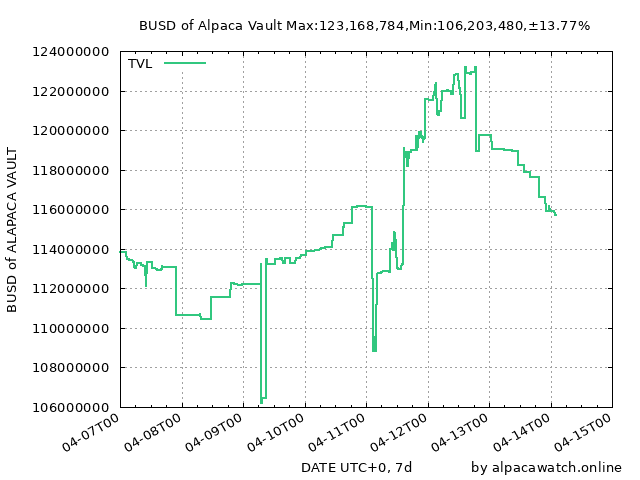 BUSD of Alpaca Vault Max:123,168,784,Min:106,203,480,±13.77%
TVL
BUSD of ALAPACA VAULT
124000000
122000000
120000000
118000000
116000000
114000000
112000000
110000000
108000000
106000000
04-07T00
04-08T00
04-09T00
04-10T00
04-11T00
04-12T00
04-13T00
04-14T00
04-15T00
DATE UTC+0, 7d
by alpacawatch.online